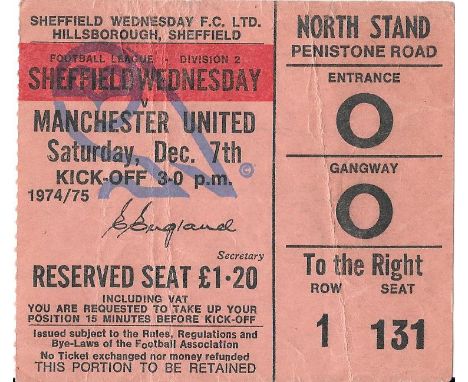 SHEFFIELD WEDNESDAY F.C. LTD.
HILLSBOROUGH, SHEFFIELD
FOOTBALL LEAGUE - DIVISION 2
SHEFFIELD WEDNESDAY
v
MANCHESTER UNITED
Saturday, Dec. 7th
KICK-OFF 3-0 p.m.
1974/75
©
E England
Secretary
RESERVED SEAT £1·20
INCLUDING VAT
YOU ARE REQUESTED TO TAKE UP YOUR
POSITION 15 MINUTES BEFORE KICK-OFF
Issued subject to the Rules, Regulations and
Bye-Laws of the Football Association
No Ticket exchanged nor money refunded
THIS PORTION TO BE RETAINED
NORTH STAND
PENISTONE ROAD
ENTRANCE
O
GANGWAY
O
To the Right
ROW SEAT
1 131